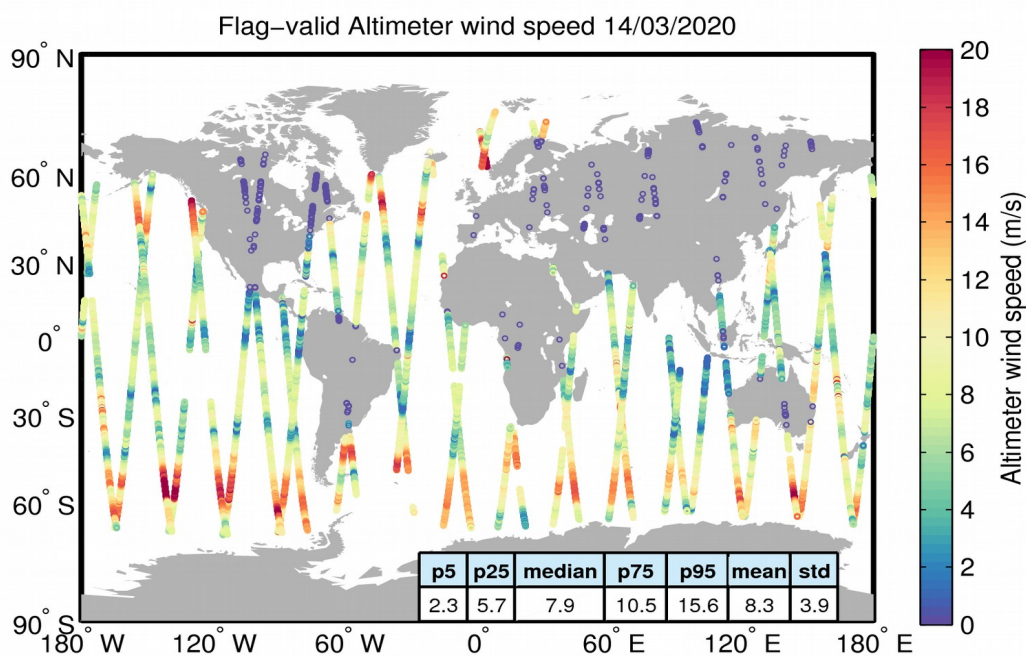 Flag−valid Altimeter wind speed 14/03/2020
90° N
60° N
30° N
0°
30° S
60° S
90° S
180° W
120° W
60° W
0°
60° E
120° E
180° E
p5 p25 median p75 p95 mean std
2.3 5.7 7.9 10.5 15.6 8.3 3.9
20
18
16
14
12
10
8
6
4
2
0
Altimeter wind speed (m/s)